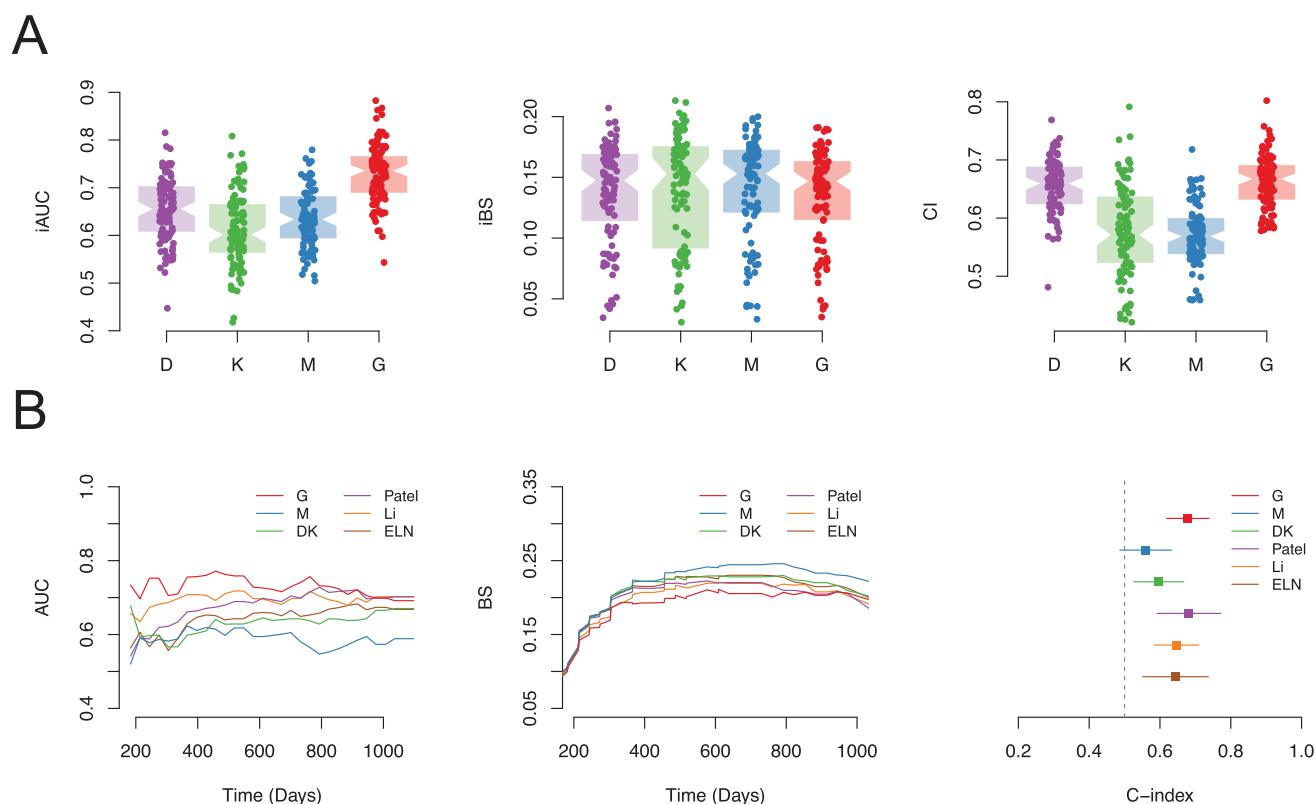 A
iAUC
0.9
0.8
0.7
0.6
0.5
0.4
D K M G
iBS
0.20
0.15
0.10
0.05
D K M G
CI
0.8
0.7
0.6
0.5
D K M G
B
AUC
1.0
0.8
0.6
0.4
G Patel
M Li
DK ELN
200 400 600 800 1000
Time (Days)
BS
0.35
0.25
0.15
0.05
G Patel
M Li
DK ELN
200 400 600 800 1000
Time (Days)
G
M
DK
Patel
Li
ELN
0.2 0.4 0.6 0.8 1.0
C−index